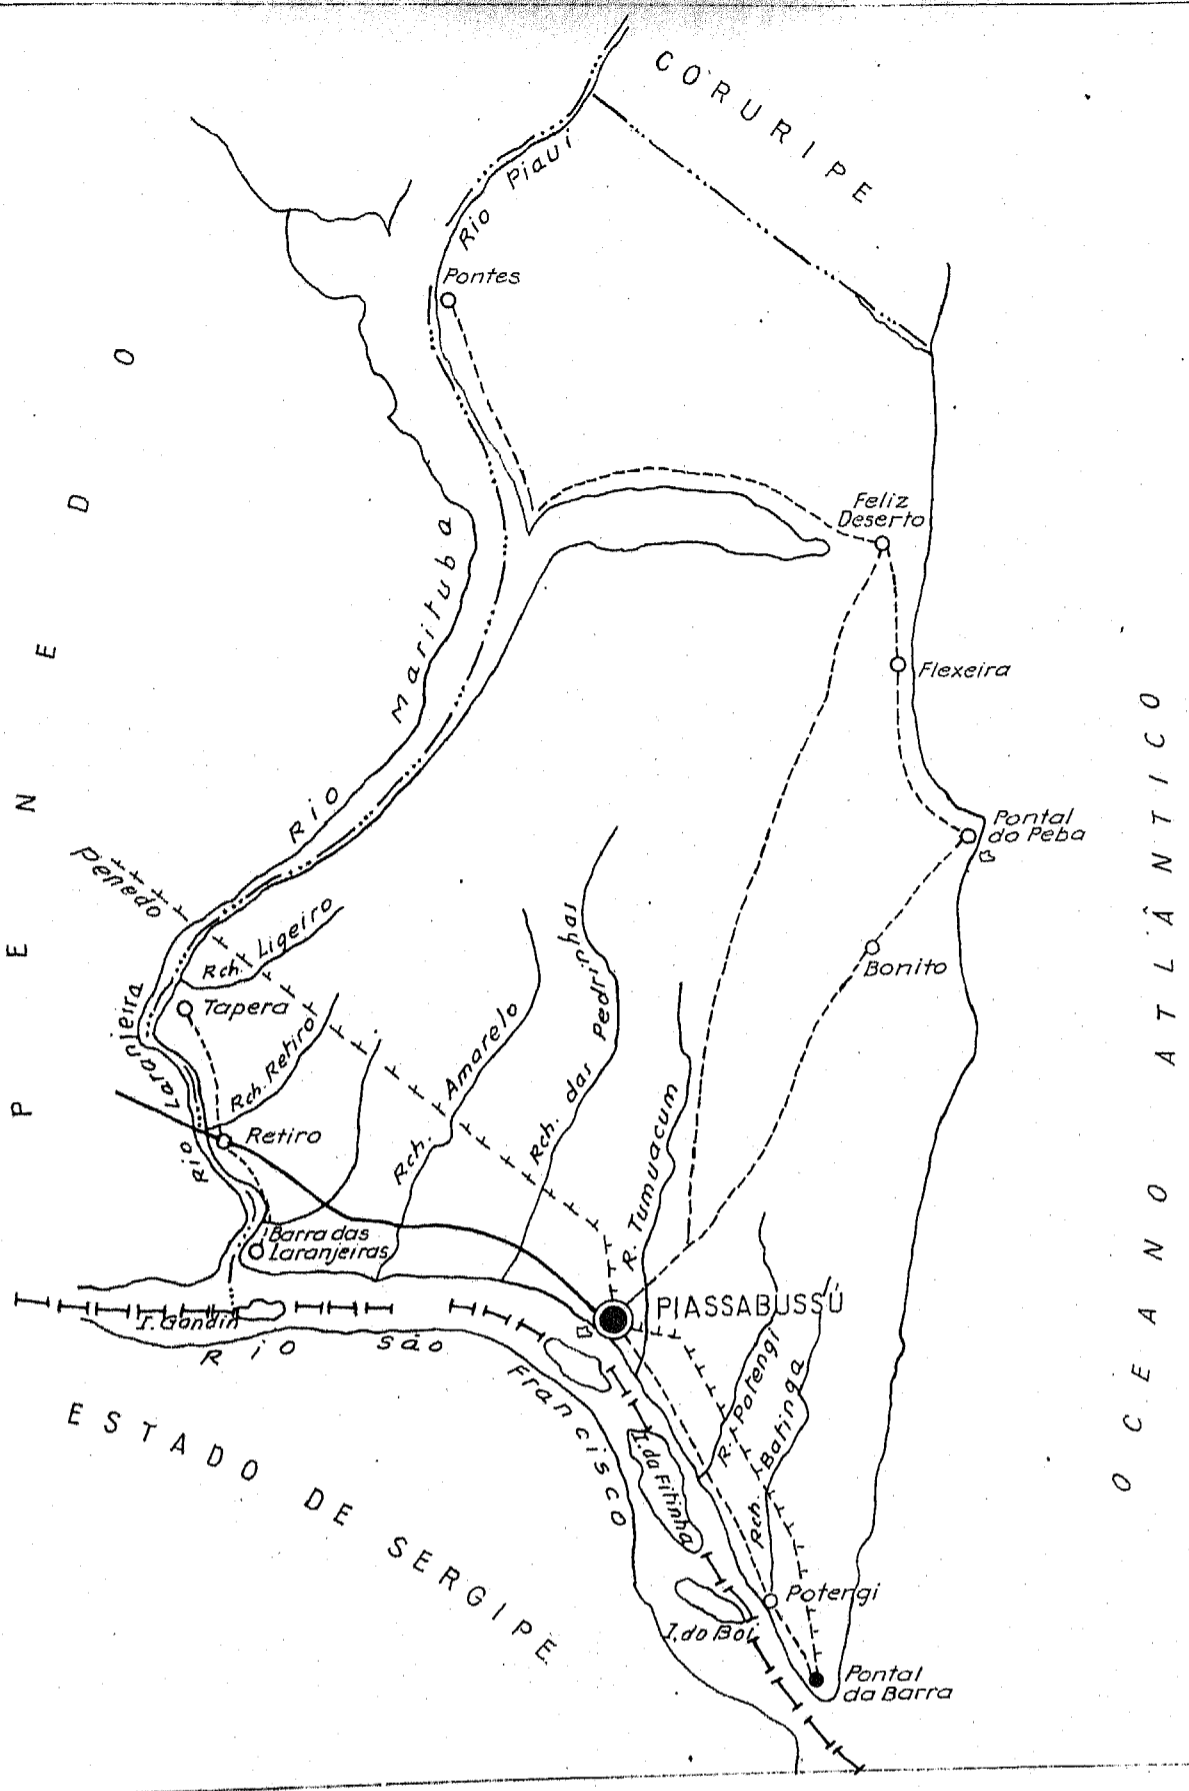 CORURIPE
Rio Piauí
Pontes
PENEDO
Feliz
Deserto
Rio Marituba
Flexeira
Pontal
do Peba
Penedo
Rch. Ligeiro
Rch. das Pedrinhas
Bonito
Tapera
Rio Laranjeira
Rch. Retiro
Rch. Amarelo
Retiro
R. Tumuacum
OCEANO ATLÂNTICO
Barra das
Laranjeiras
PIASSABUSSÚ
I. Gondin
Rio São Francisco
R. Potengi
Rch. Batinga
ESTADO DE SERGIPE
I. da Fitinha
Potengi
I. do Boi
Pontal
da Barra